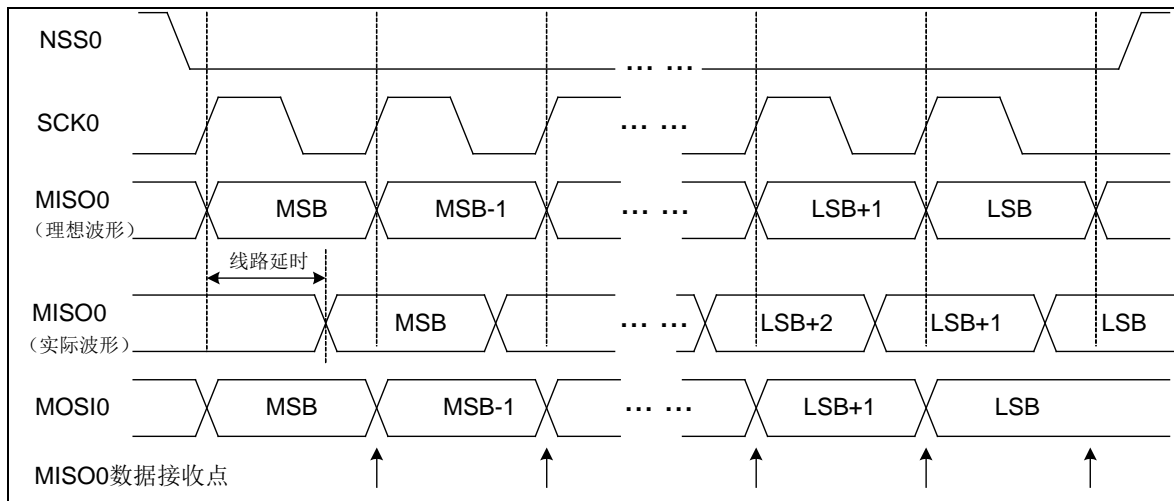 NSS0
... ...
SCK0
... ...
MISO0 MSB MSB-1 ... ... LSB+1 LSB
（理想波形）
线路延时
MISO0 MSB ... ... LSB+2 LSB+1 LSB
（实际波形）
MOSI0 MSB MSB-1 ... ... LSB+1 LSB
MISO0数据接收点